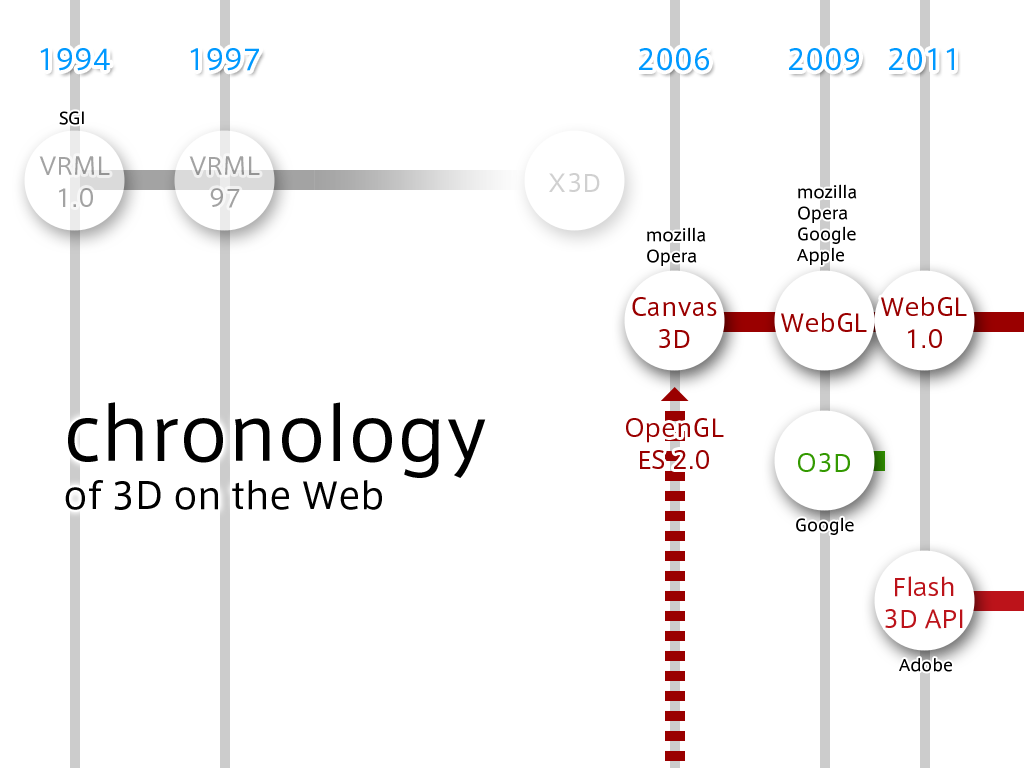 1994
1997
2006
2009
2011
SGI
VRML
1.0
VRML
97
X3D
mozilla
Opera
mozilla
Opera
Google
Apple
Canvas
3D
WebGL
WebGL
1.0
OpenGL
ES 2.0
O3D
Google
Flash
3D API
Adobe
chronology
of 3D on the Web